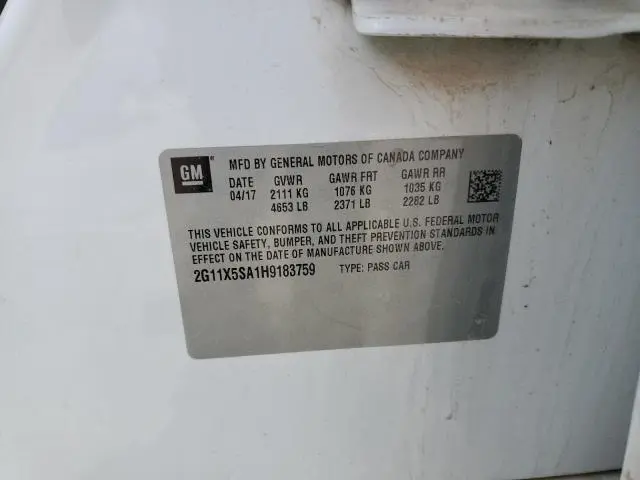 GM
MFD BY GENERAL MOTORS OF CANADA COMPANY
DATE GVWR GAWR FRT GAWR RR
04/17 2111 KG 1076 KG 1035 KG
4653 LB 2371 LB 2282 LB
THIS VEHICLE CONFORMS TO ALL APPLICABLE U.S. FEDERAL MOTOR
VEHICLE SAFETY, BUMPER, AND THEFT PREVENTION STANDARDS IN
EFFECT ON THE DATE OF MANUFACTURE SHOWN ABOVE.
2G11X5SA1H9183759 TYPE: PASS CAR